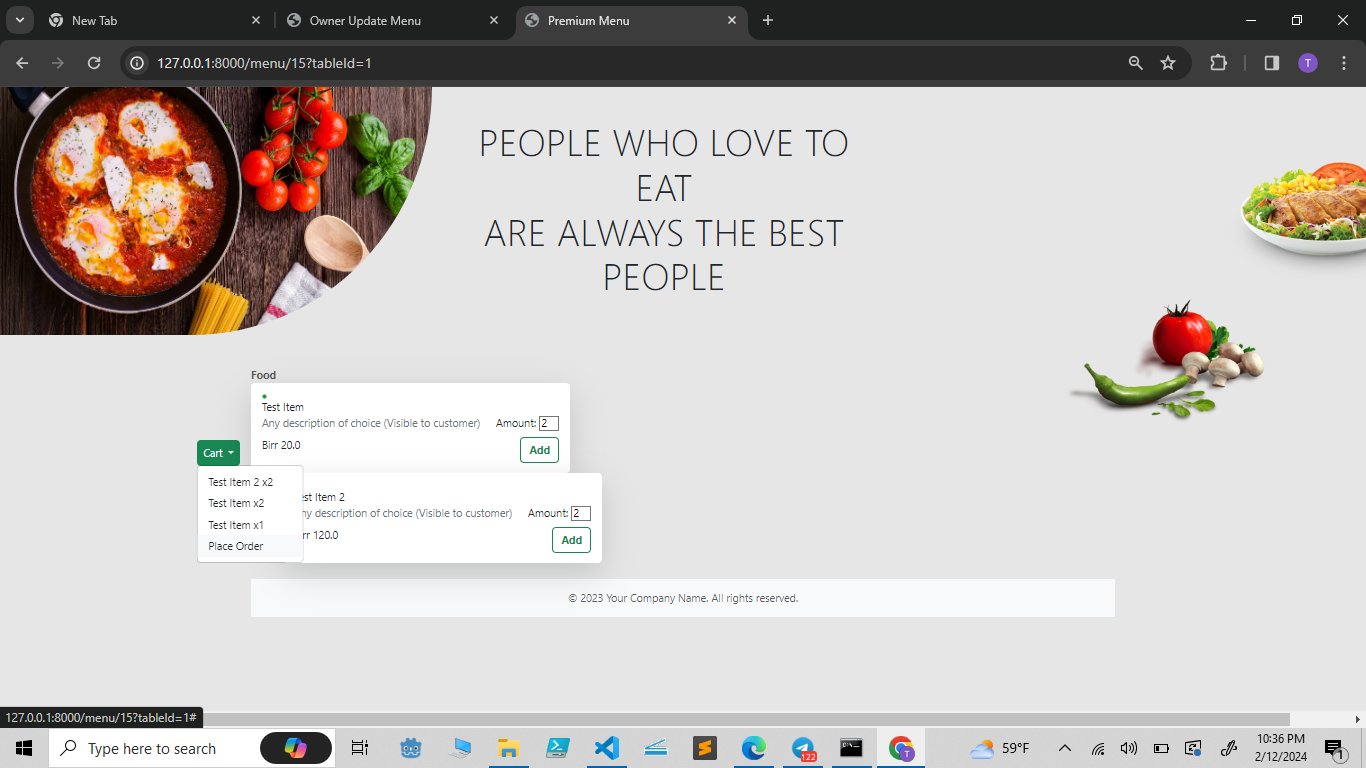 New Tab
Owner Update Menu
Premium Menu
127.0.0.1:8000/menu/15?tableId=1
T
PEOPLE WHO LOVE TO
EAT
ARE ALWAYS THE BEST
PEOPLE
Food
Test Item
Any description of choice (Visible to customer)
Amount: 2
Birr 20.0
Add
Cart
Test Item 2 x2
Test Item x2
Test Item x1
Place Order
est Item 2
ny description of choice (Visible to customer)
Amount: 2
rr 120.0
Add
© 2023 Your Company Name. All rights reserved.
127.0.0.1:8000/menu/15?tableId=1#
Type here to search
122
T
59°F
10:36 PM
2/12/2024
1